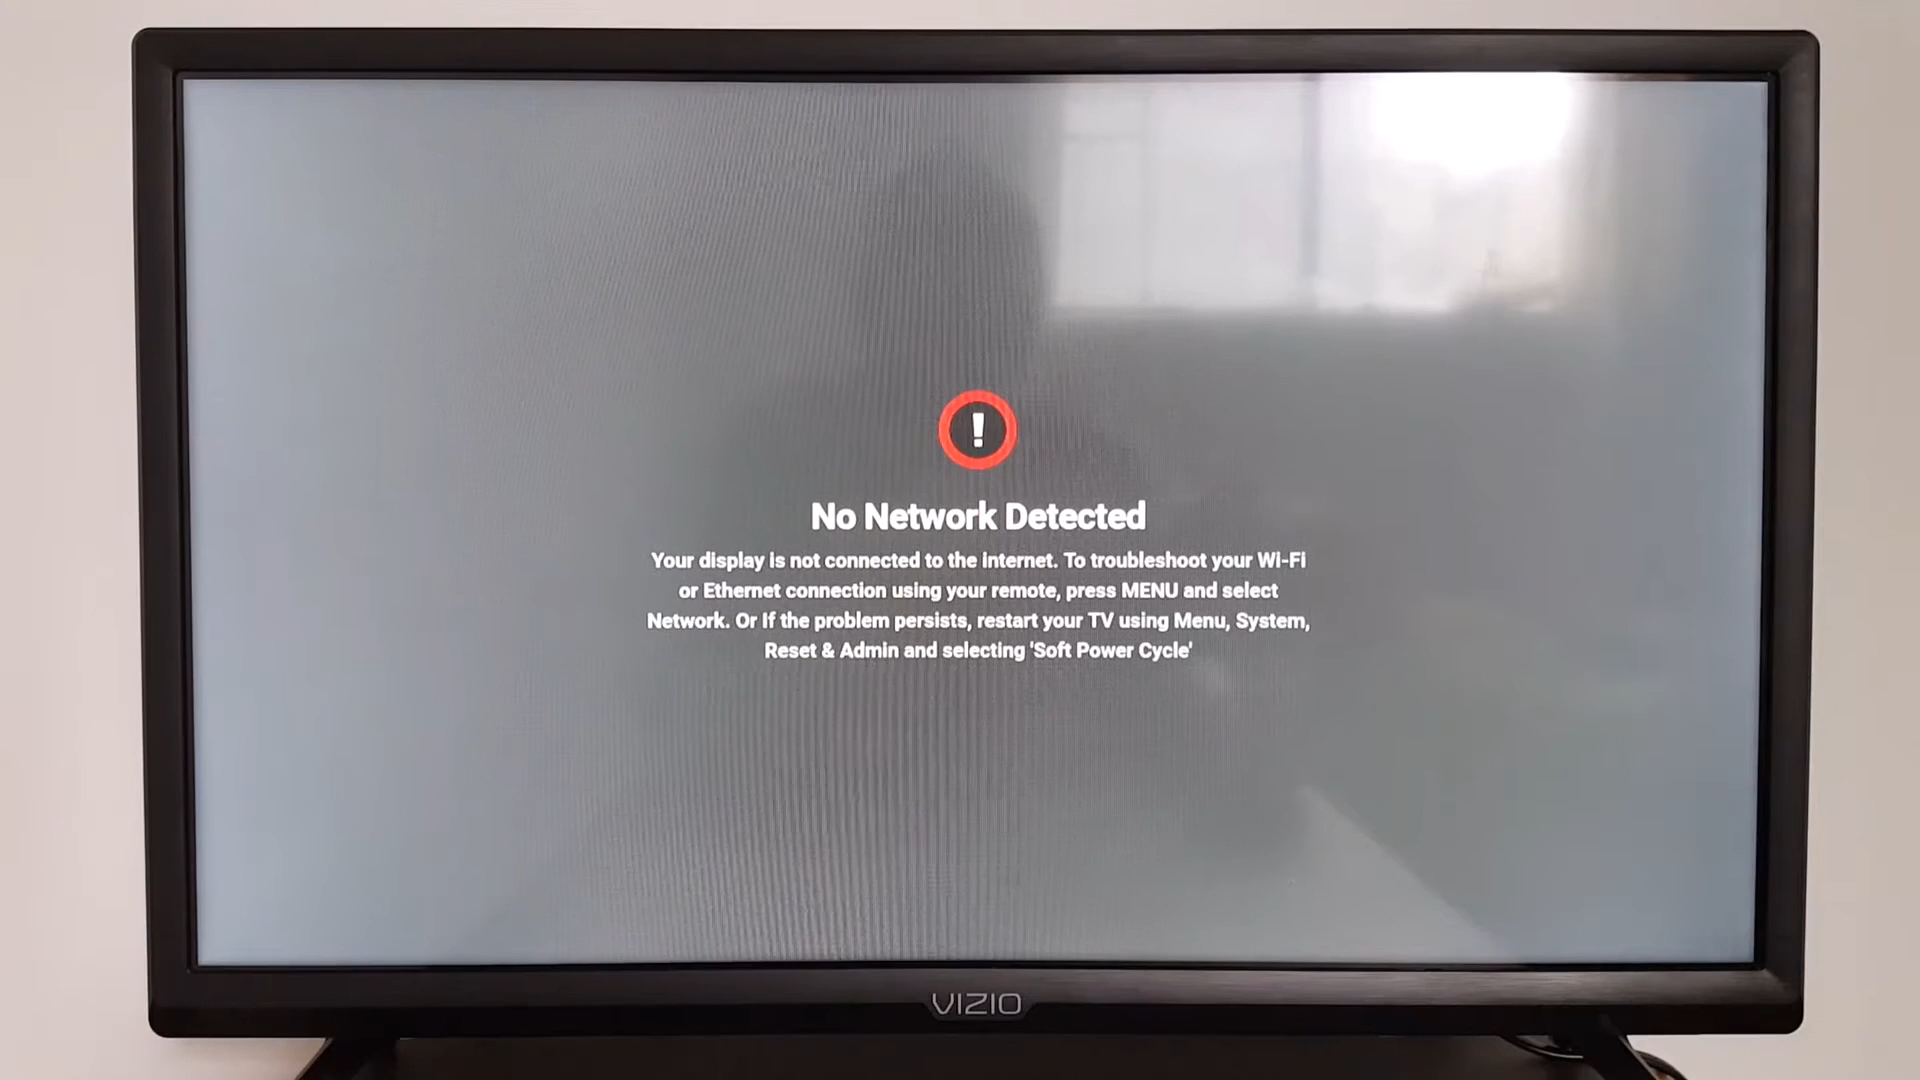 !
No Network Detected
Your display is not connected to the internet. To troubleshoot your Wi-Fi
or Ethernet connection using your remote, press MENU and select
Network. Or If the problem persists, restart your TV using Menu, System,
Reset & Admin and selecting 'Soft Power Cycle'
VIZIO